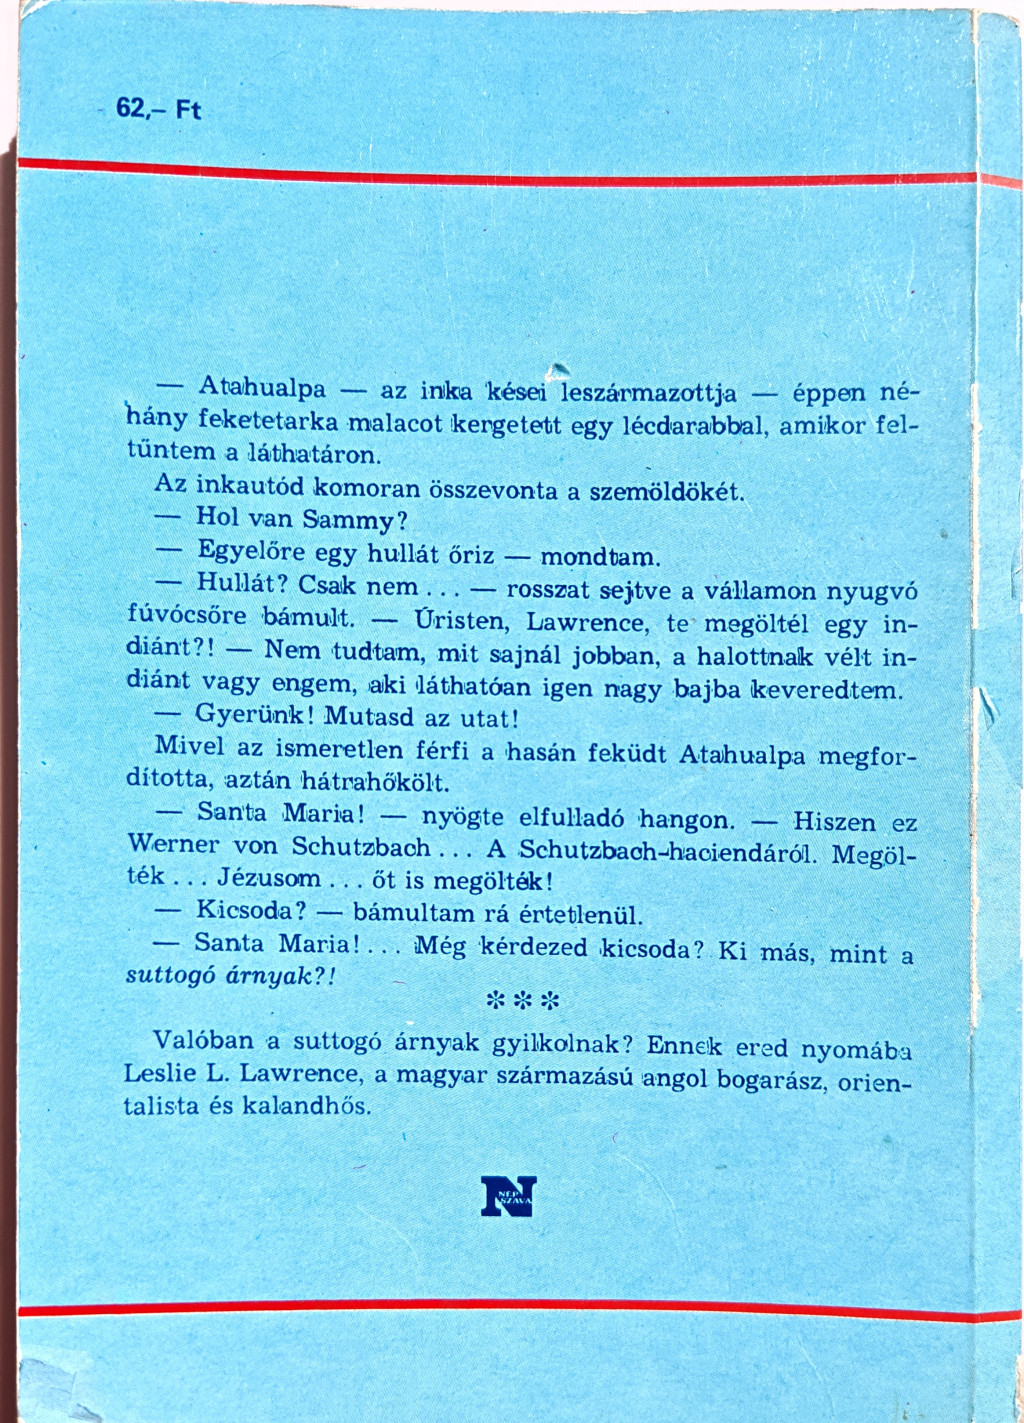 62,– Ft
— Atahualpa — az inka kései leszármazottja — éppen né-
hány feketetarka malacot kergetett egy lécdarabbal, amikor fel-
tűntem a láthatáron.
Az inkautód komoran összevonta a szemöldökét.
— Hol van Sammy?
— Egyelőre egy hullát őriz — mondtam.
— Hullát? Csak nem . . . — rosszat sejtve a vállamon nyugvó
fúvócsőre bámult. — Úristen, Lawrence, te megöltél egy in-
diánt?! — Nem tudtam, mit sajnál jobban, a halottnak vélt in-
diánt vagy engem, aki láthatóan igen nagy bajba keveredtem.
— Gyerünk! Mutasd az utat!
Mivel az ismeretlen férfi a hasán feküdt Atahualpa megfor-
dította, aztán hátrahőkölt.
— Santa Maria! — nyögte elfulladó hangon. — Hiszen ez
Werner von Schutzbach . . . A Schutzbach-haciendáról. Megöl-
ték . . . Jézusom . . . őt is megölték!
— Kicsoda? — bámultam rá értetlenül.
— Santa Maria! . . . Még kérdezed kicsoda? Ki más, mint a
suttogó árnyak?!
* * *
Valóban a suttogó árnyak gyilkolnak? Ennek ered nyomába
Leslie L. Lawrence, a magyar származású angol bogarász, orien-
talista és kalandhős.
N
NÉP
SZAVA